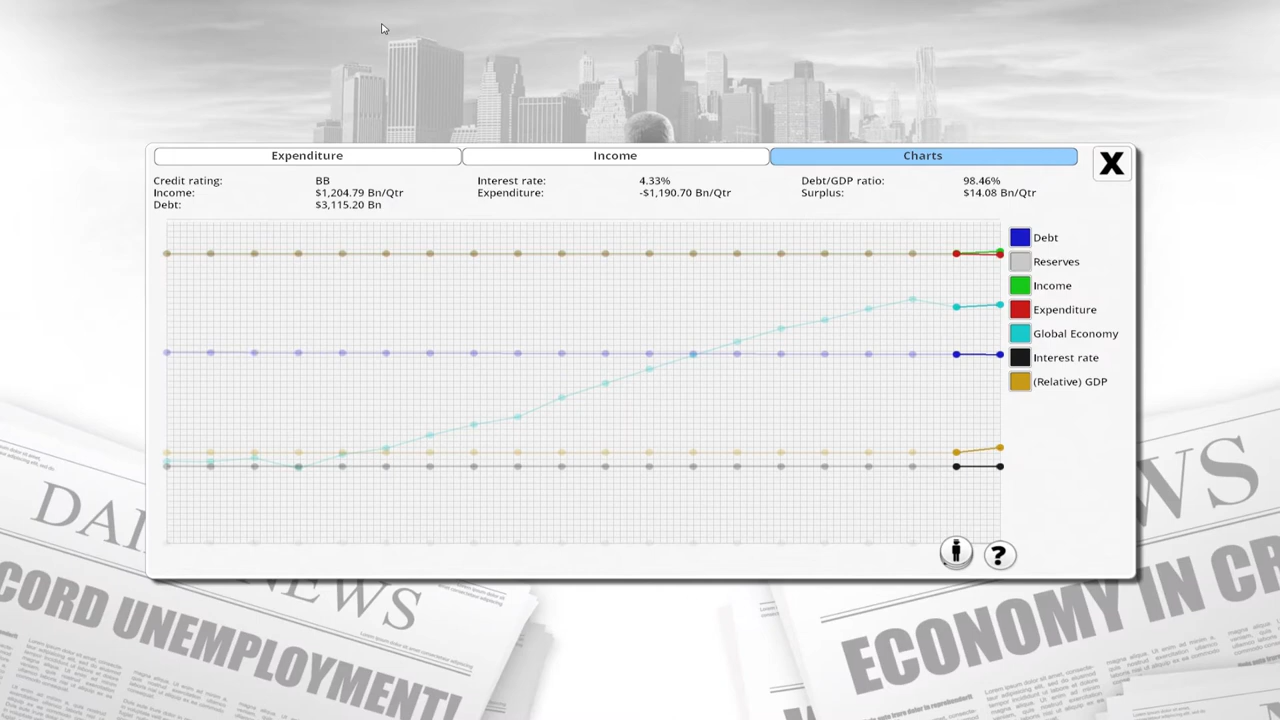 Expenditure
Income
Charts
X
Credit rating: BB
Interest rate: 4.33%
Debt/GDP ratio: 98.46%
Income: $1,204.79 Bn/Qtr
Expenditure: -$1,190.70 Bn/Qtr
Surplus: $14.08 Bn/Qtr
Debt: $3,115.20 Bn
Debt
Reserves
Income
Expenditure
Global Economy
Interest rate
(Relative) GDP
?
DAI
NEWS
CORD UNEMPLOYMENT!
WS
ECONOMY IN CR